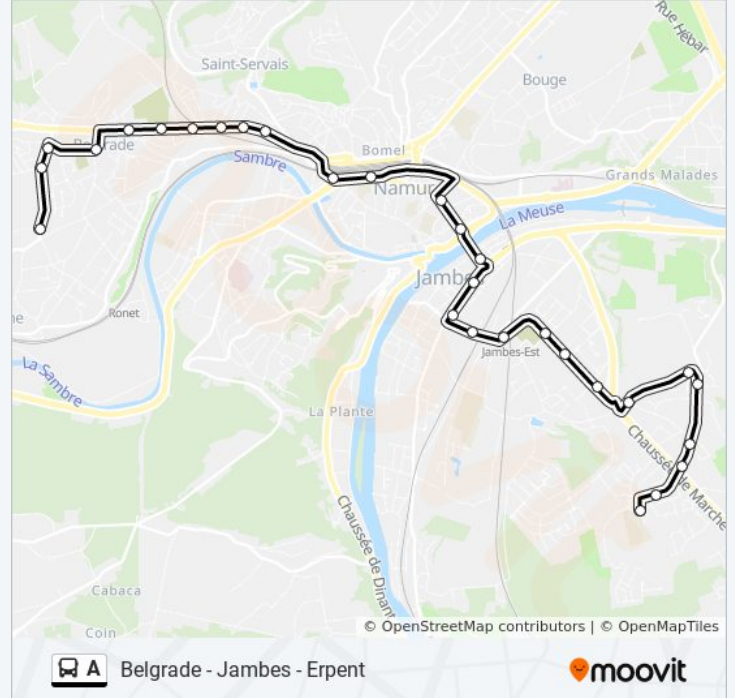 Rue Hébar
Saint-Servais
Bouge
Belgrade
Bomel
Sambre
Grands Malades
Namur
La Meuse
Jambes
Ronet
ne
Jambes-Est
La Sambre
La Plante
Chaussée de Marche
Chaussée de Dinant
Cabaca
Coin
© OpenStreetMap contributors | © OpenMapTiles
A Belgrade - Jambes - Erpent
moovit